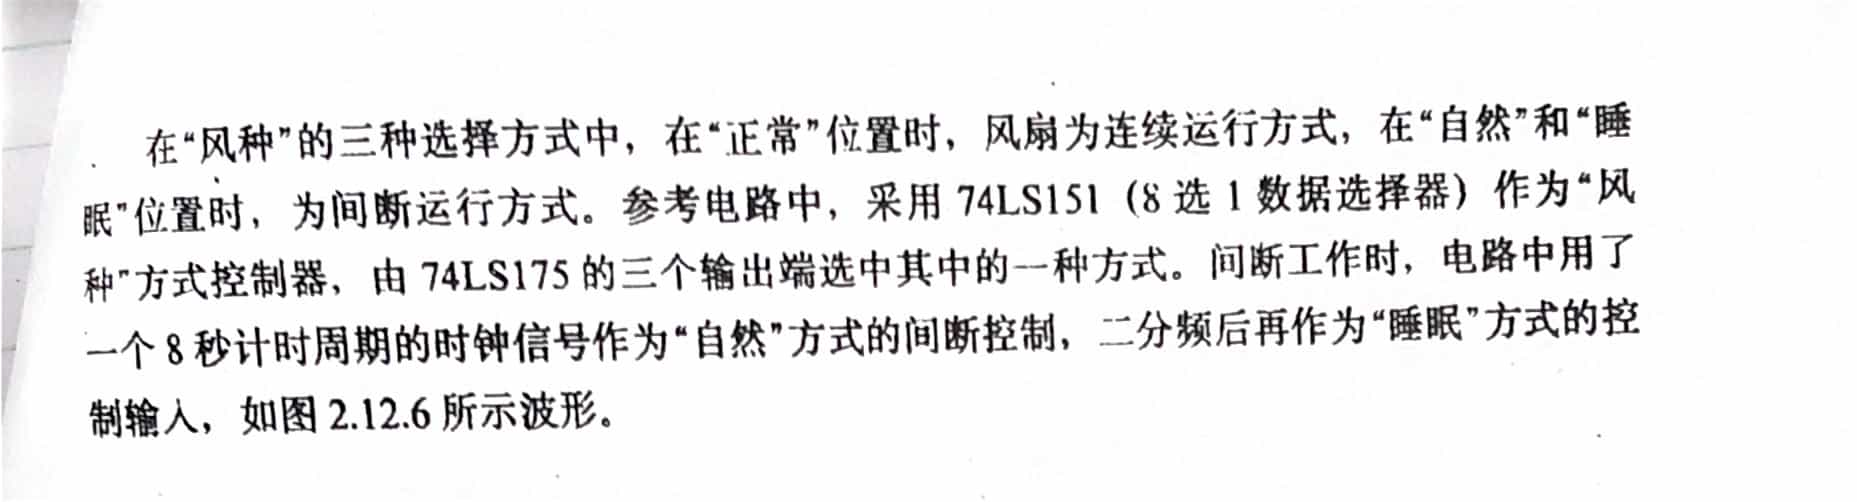 在“风种”的三种选择方式中，在“正常”位置时，风扇为连续运行方式，在“自然”和“睡
眠”位置时，为间断运行方式。参考电路中，采用 74LS151（8 选 1 数据选择器）作为“风
种”方式控制器，由 74LS175 的三个输出端选中其中的一种方式。间断工作时，电路中用了
一个 8 秒计时周期的时钟信号作为“自然”方式的间断控制，二分频后再作为“睡眠”方式的控
制输入，如图 2.12.6 所示波形。